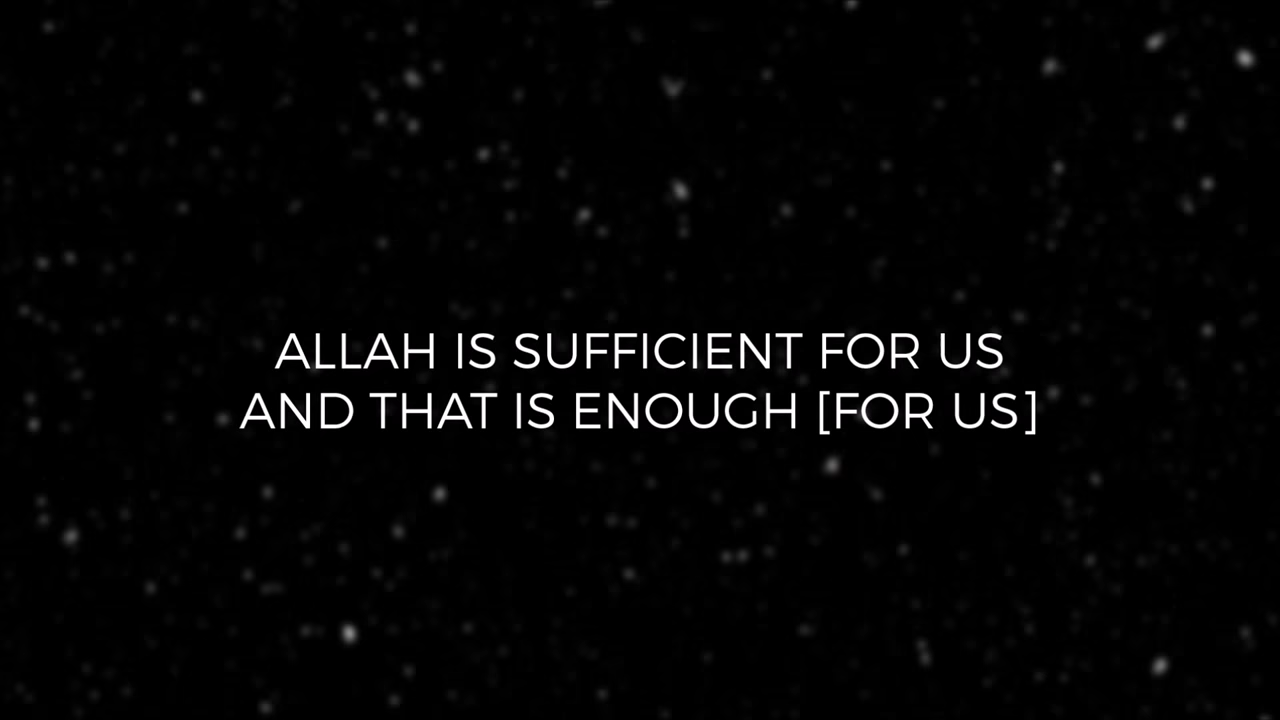 ALLAH IS SUFFICIENT FOR US
AND THAT IS ENOUGH [FOR US]